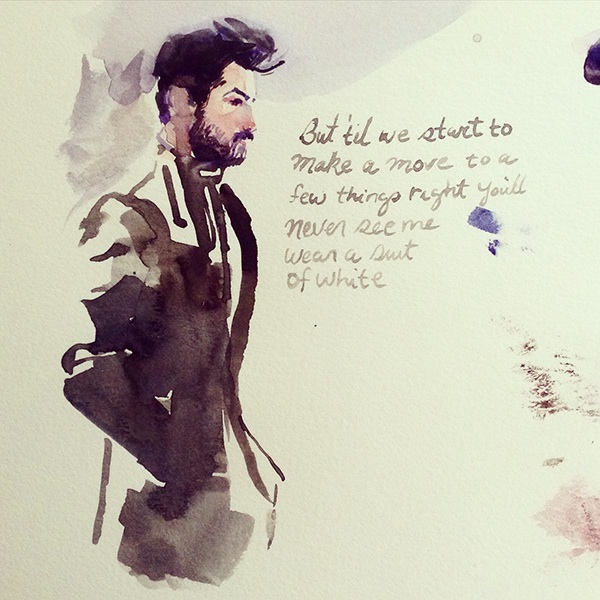 But 'til we start to
make a move to a
few things right you'll
never see me
wear a suit
of white